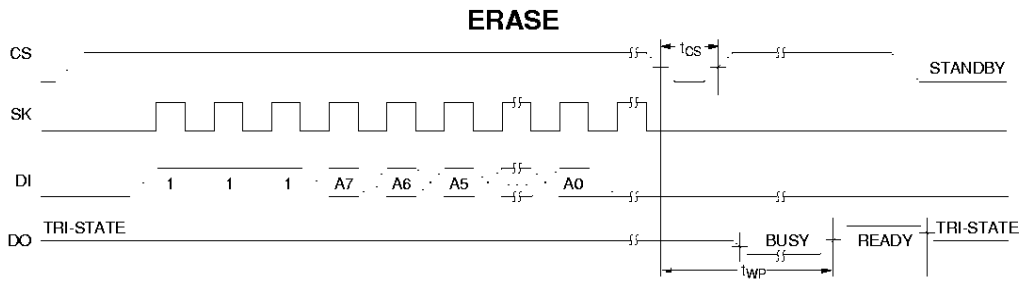 ERASE
CS
tCS
STANDBY
SK
DI
1 1 1 A7 A6 A5 ... A0
TRI-STATE
DO
BUSY
READY
TRI-STATE
tWP